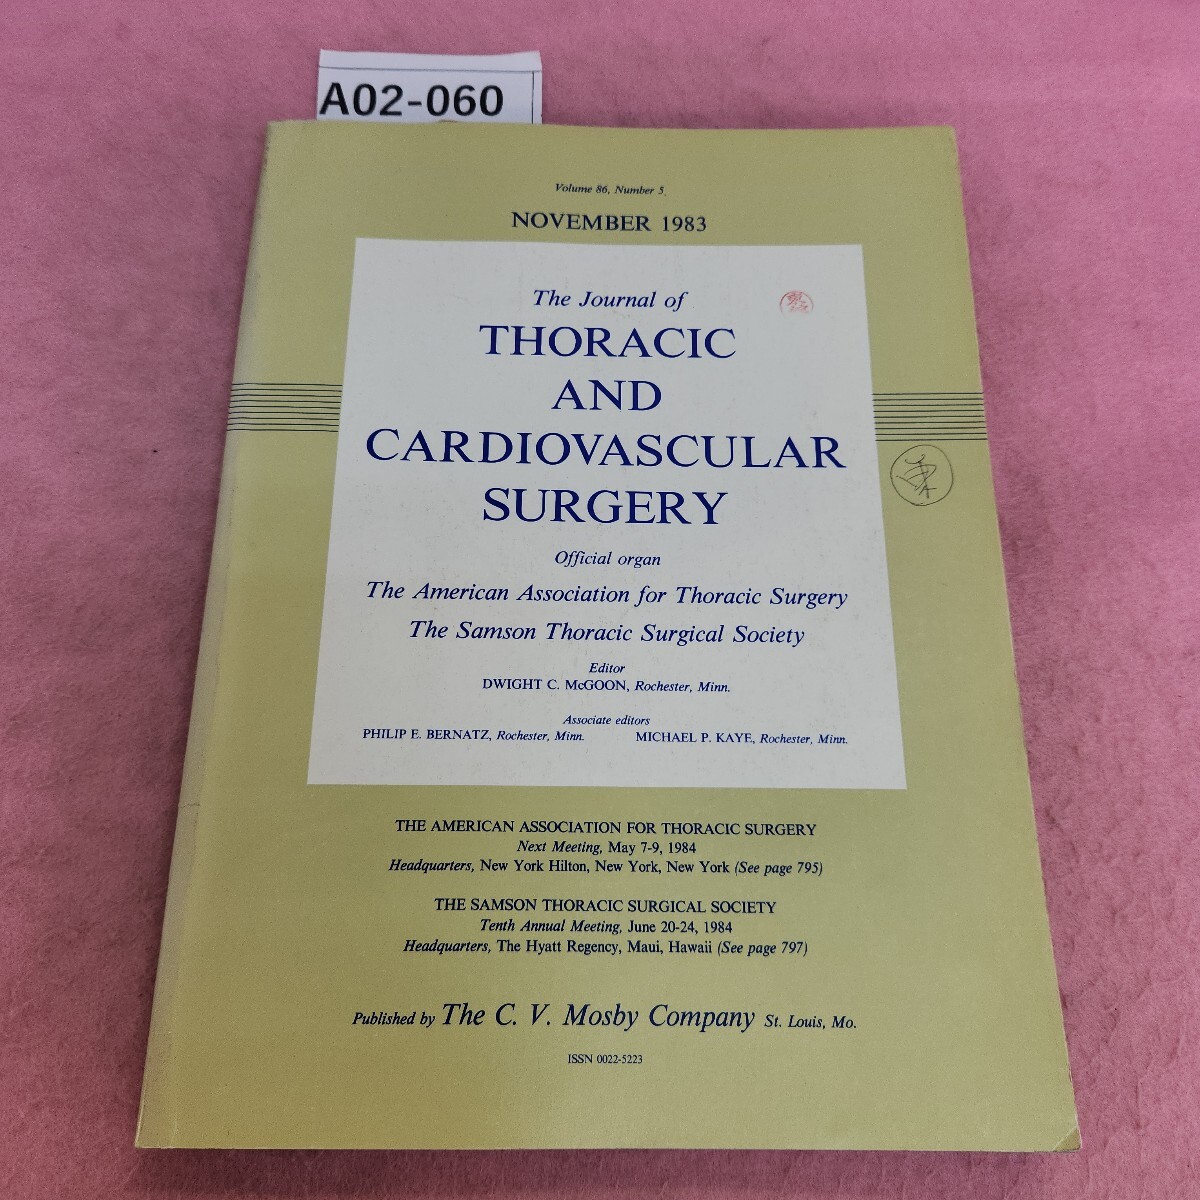 A02-060
Volume 86, Number 5
NOVEMBER 1983
The Journal of
THORACIC
AND
CARDIOVASCULAR
SURGERY
Official organ
The American Association for Thoracic Surgery
The Samson Thoracic Surgical Society
Editor
DWIGHT C. McGOON, Rochester, Minn.
Associate editors
PHILIP E. BERNATZ, Rochester, Minn. MICHAEL P. KAYE, Rochester, Minn.
THE AMERICAN ASSOCIATION FOR THORACIC SURGERY
Next Meeting, May 7-9, 1984
Headquarters, New York Hilton, New York, New York (See page 795)
THE SAMSON THORACIC SURGICAL SOCIETY
Tenth Annual Meeting, June 20-24, 1984
Headquarters, The Hyatt Regency, Maui, Hawaii (See page 797)
Published by The C. V. Mosby Company St. Louis, Mo.
ISSN 0022-5223